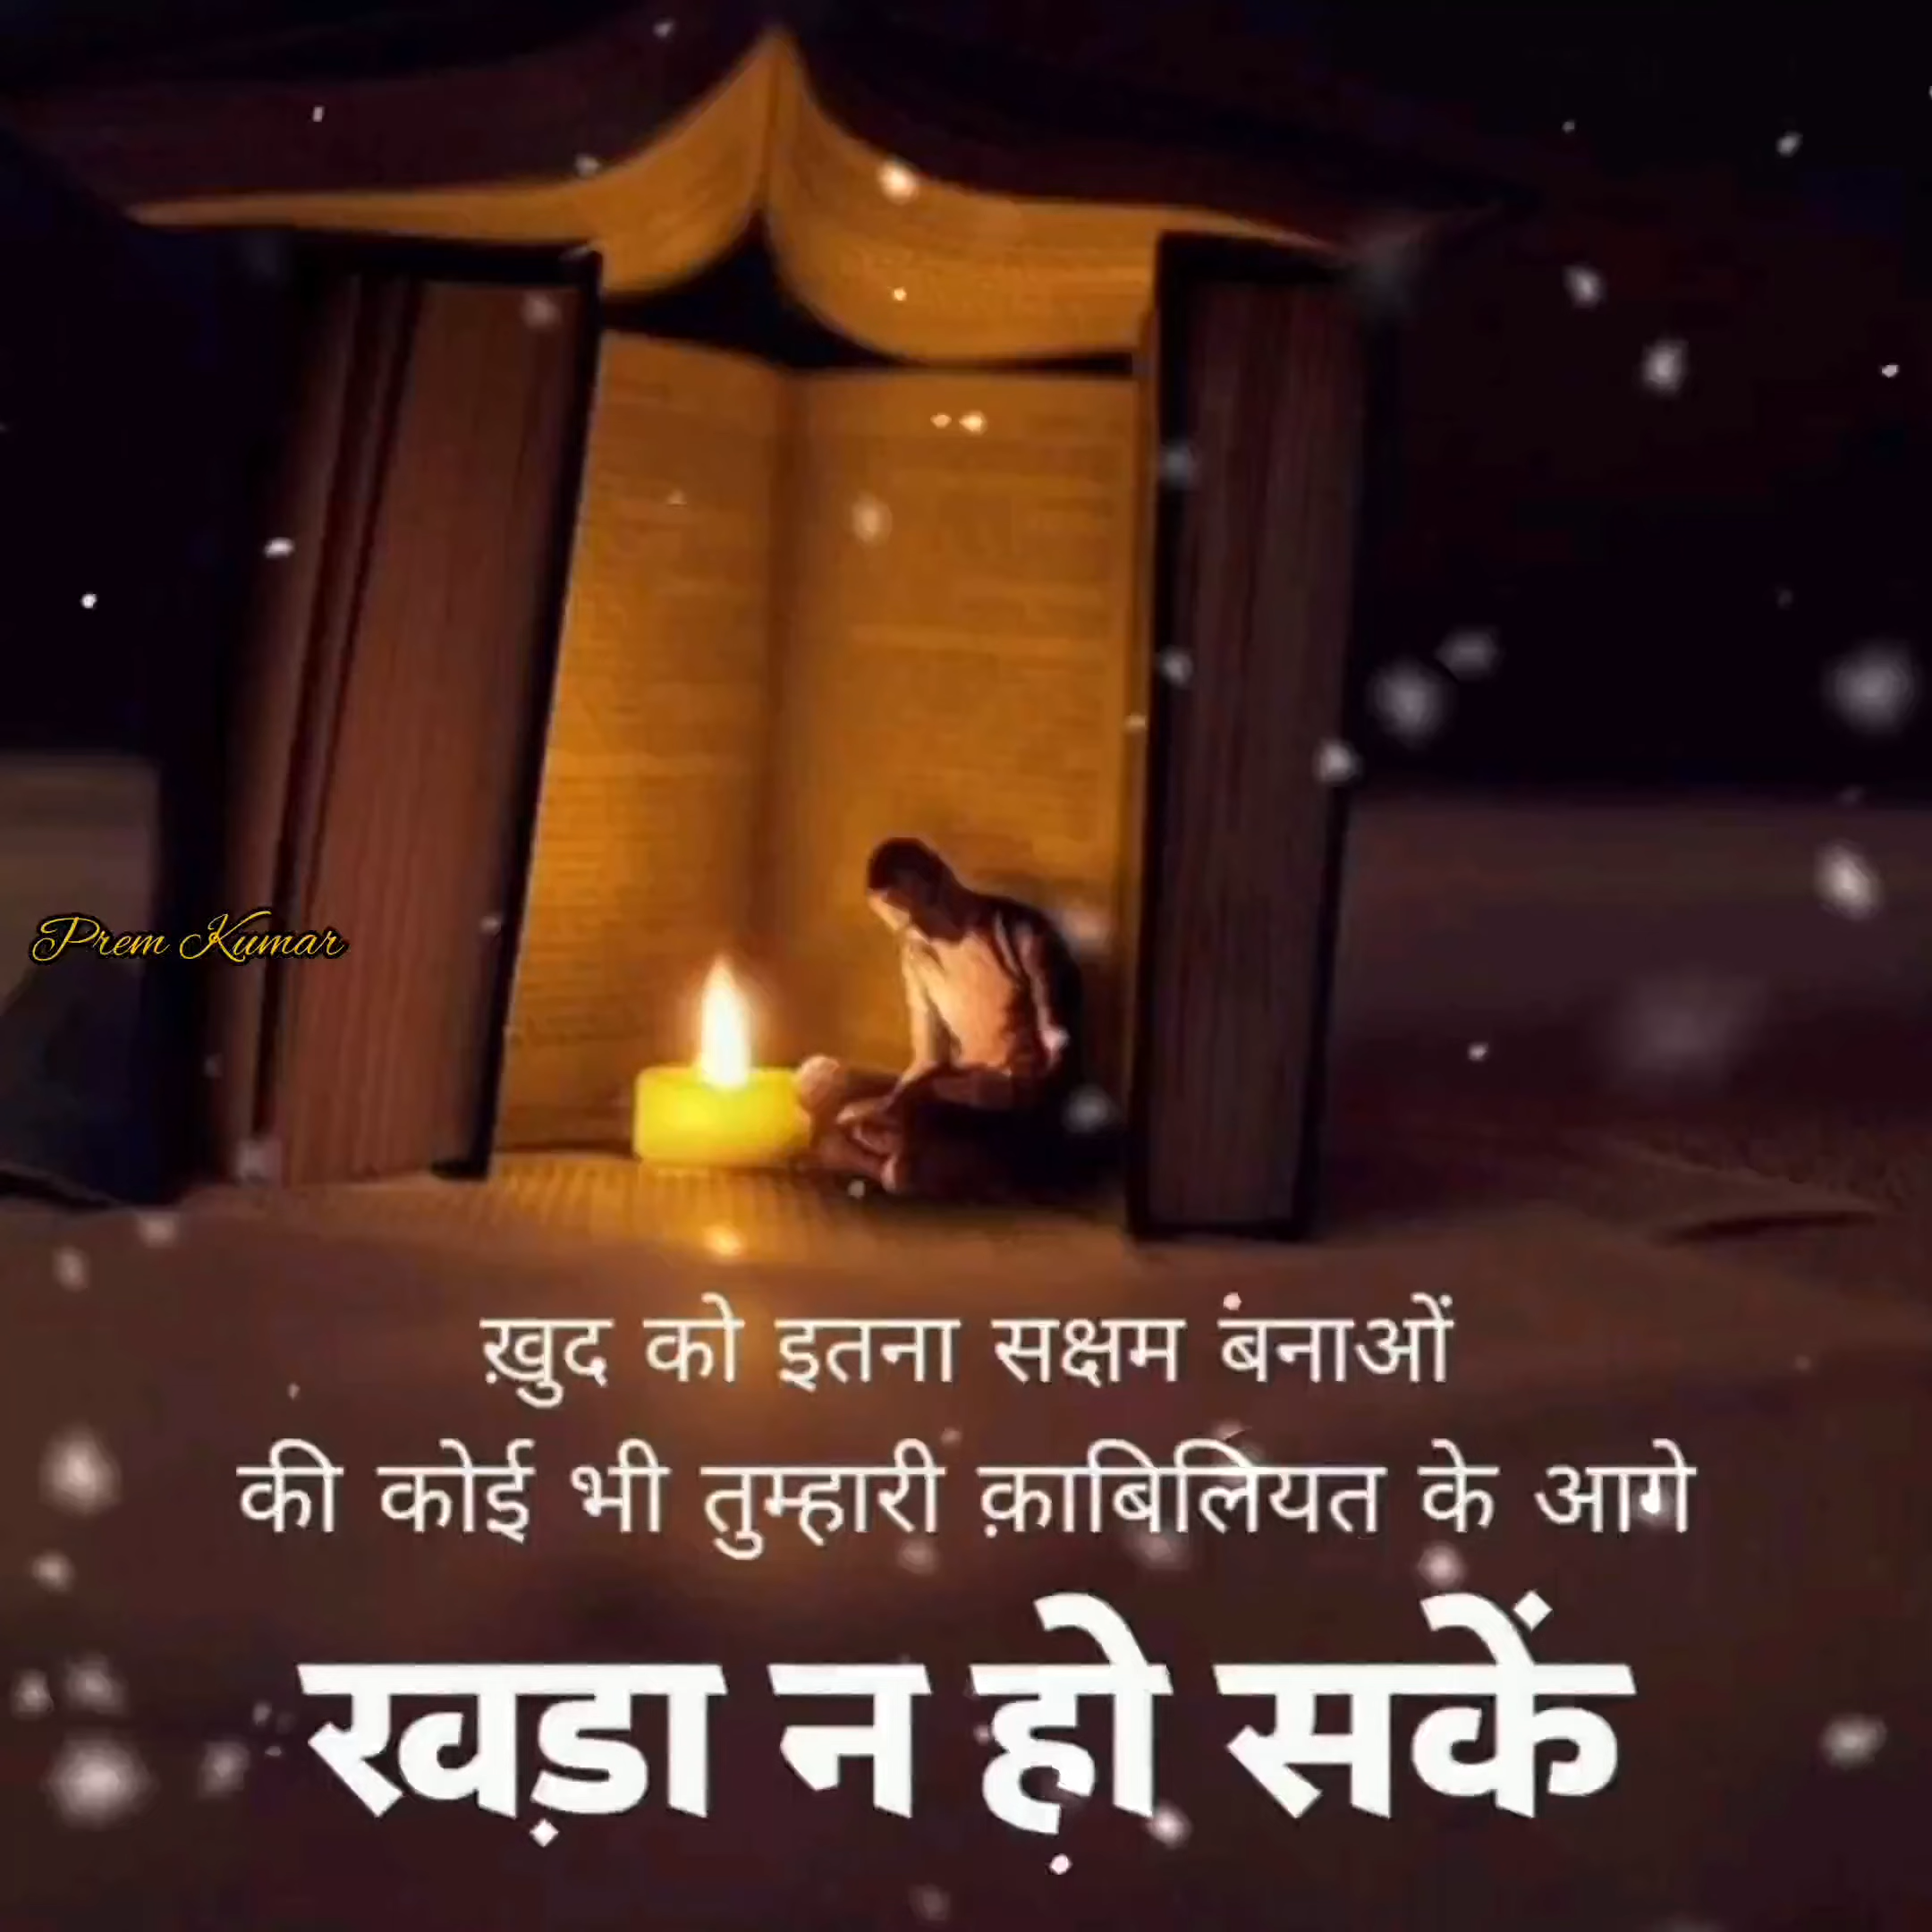 Prem Kumar
ख़ुद को इतना सक्षम बनाओं
की कोई भी तुम्हारी क़ाबिलियत के आगे
खड़ा न हो सकें